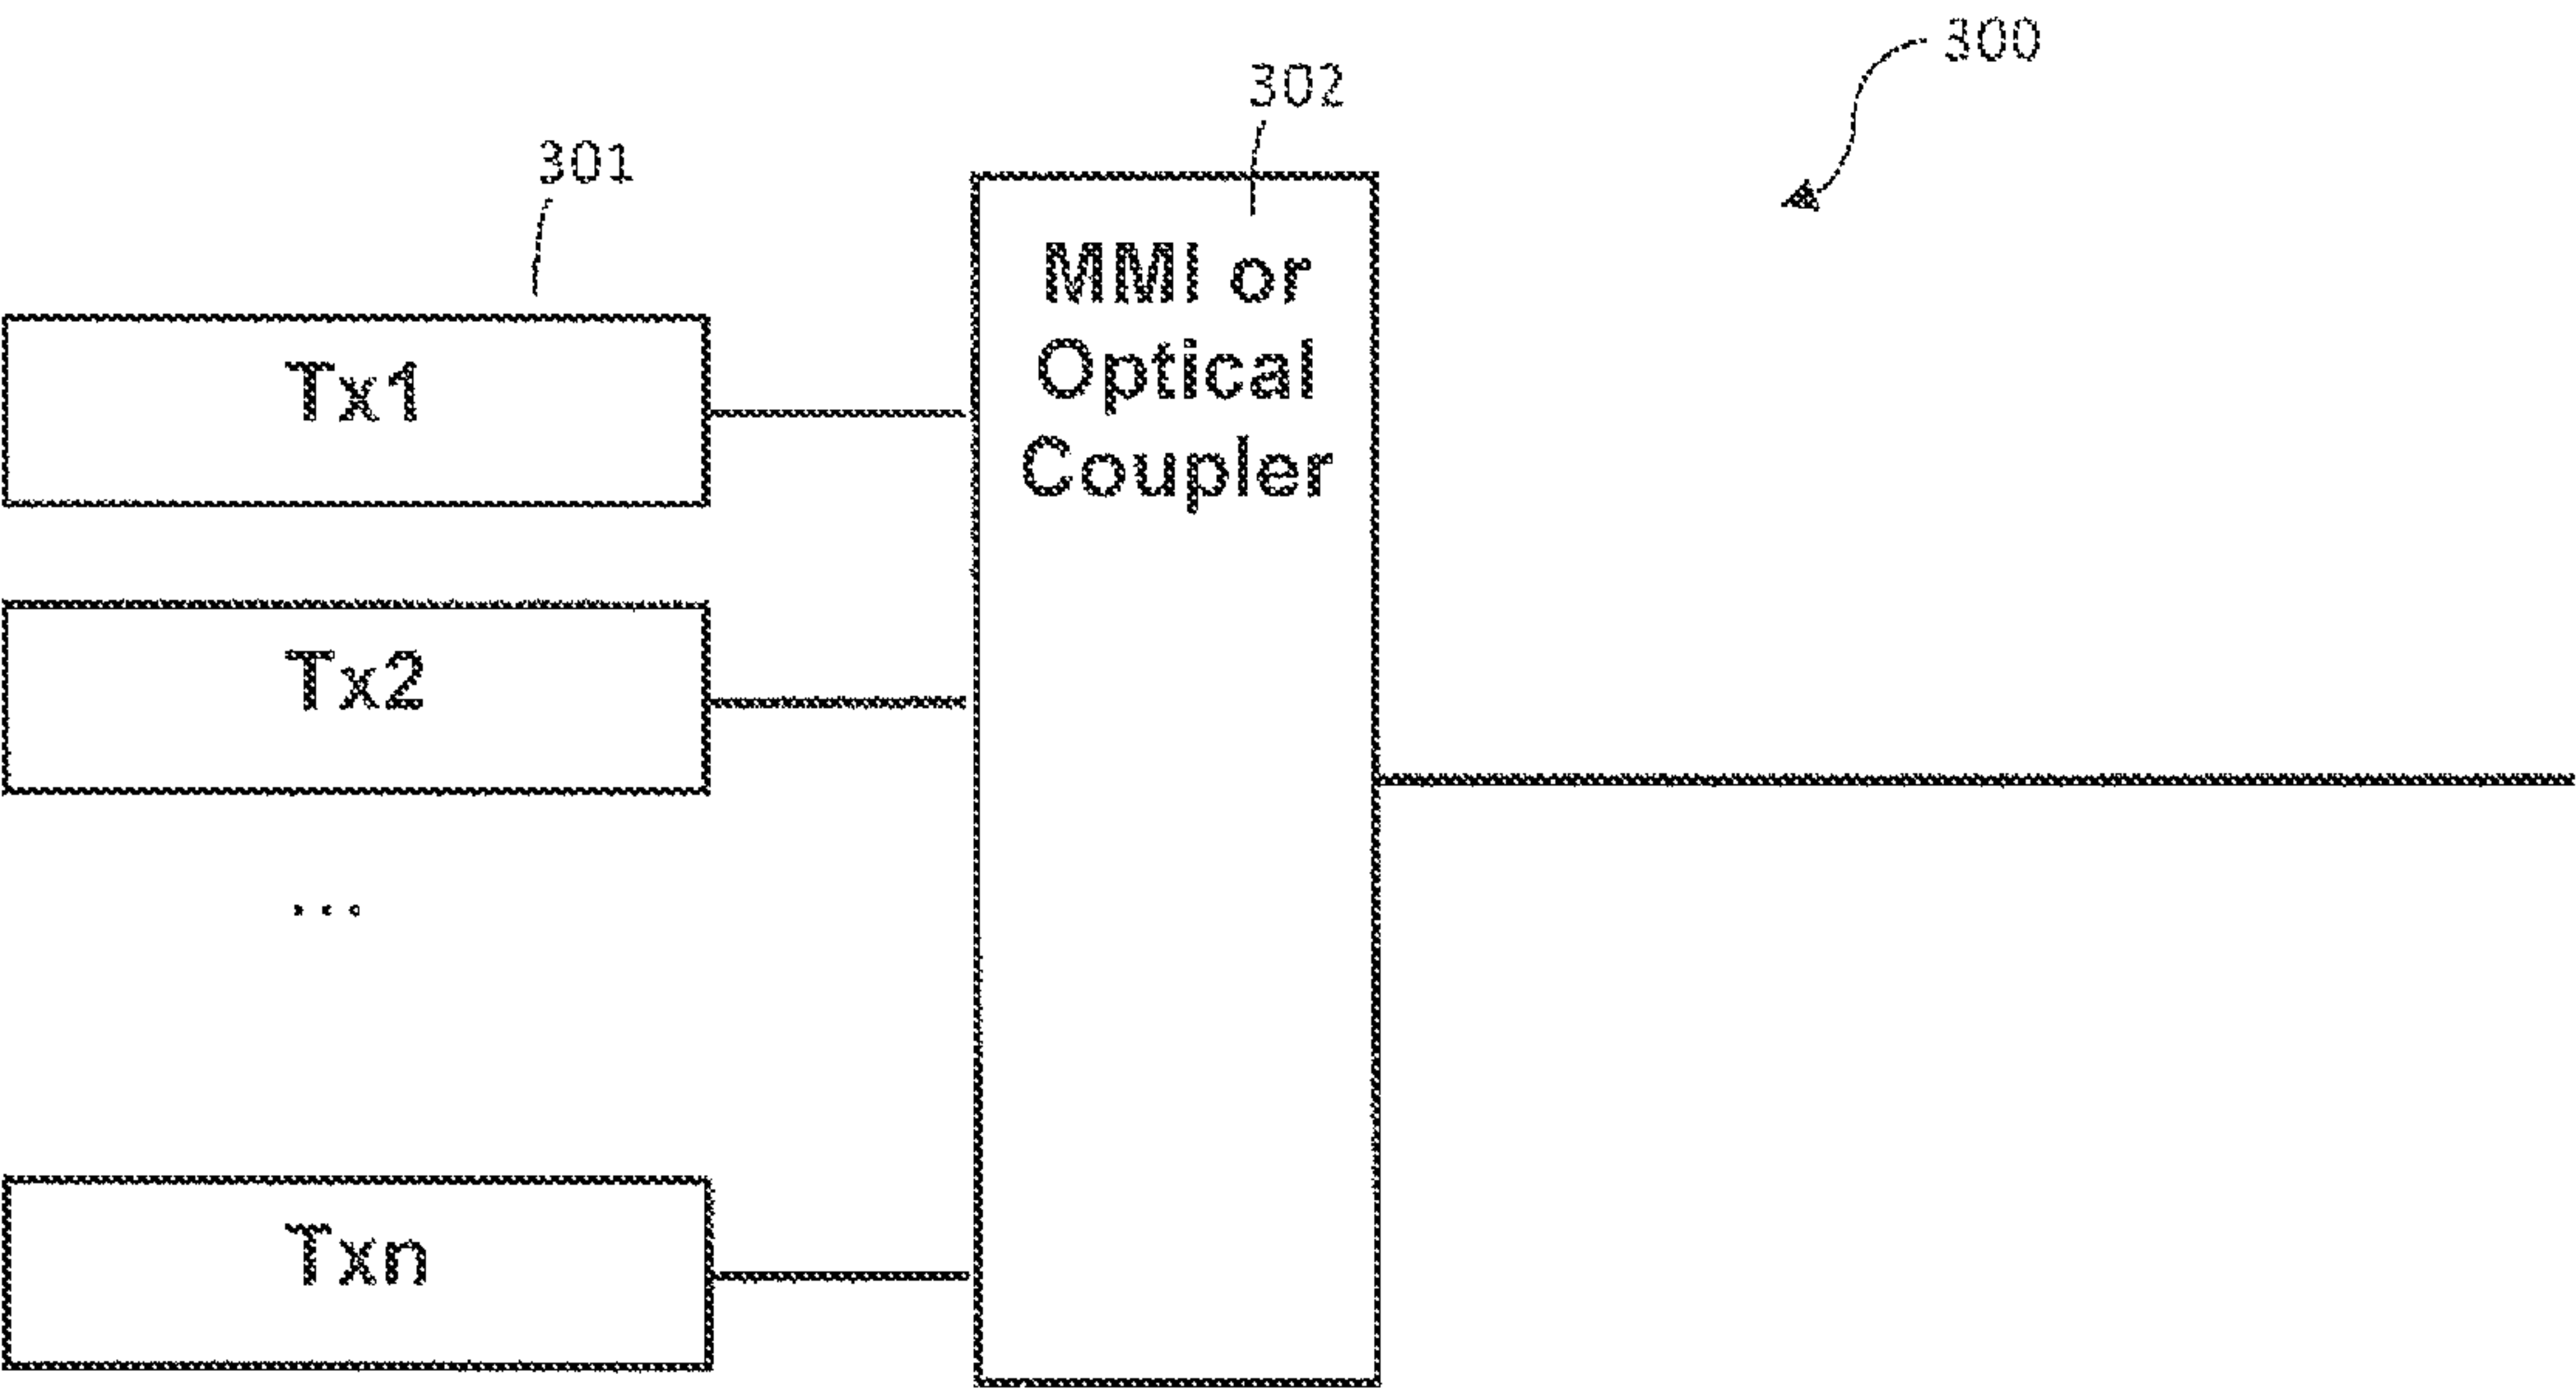 300
302
301
MMI or
Optical
Coupler
Tx1
Tx2
...
Txn